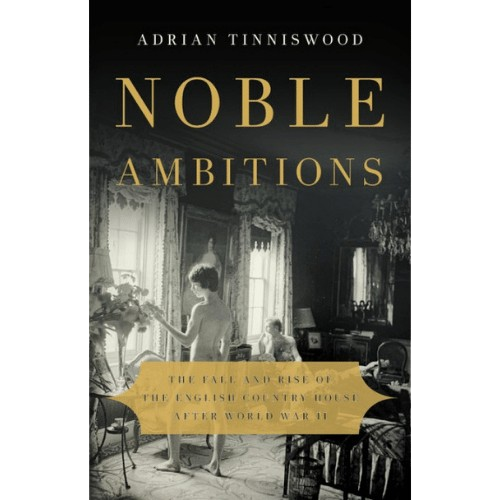 ADRIAN TINNISWOOD
NOBLE
AMBITIONS
THE FALL AND RISE OF
THE ENGLISH COUNTRY HOUSE
AFTER WORLD WAR II